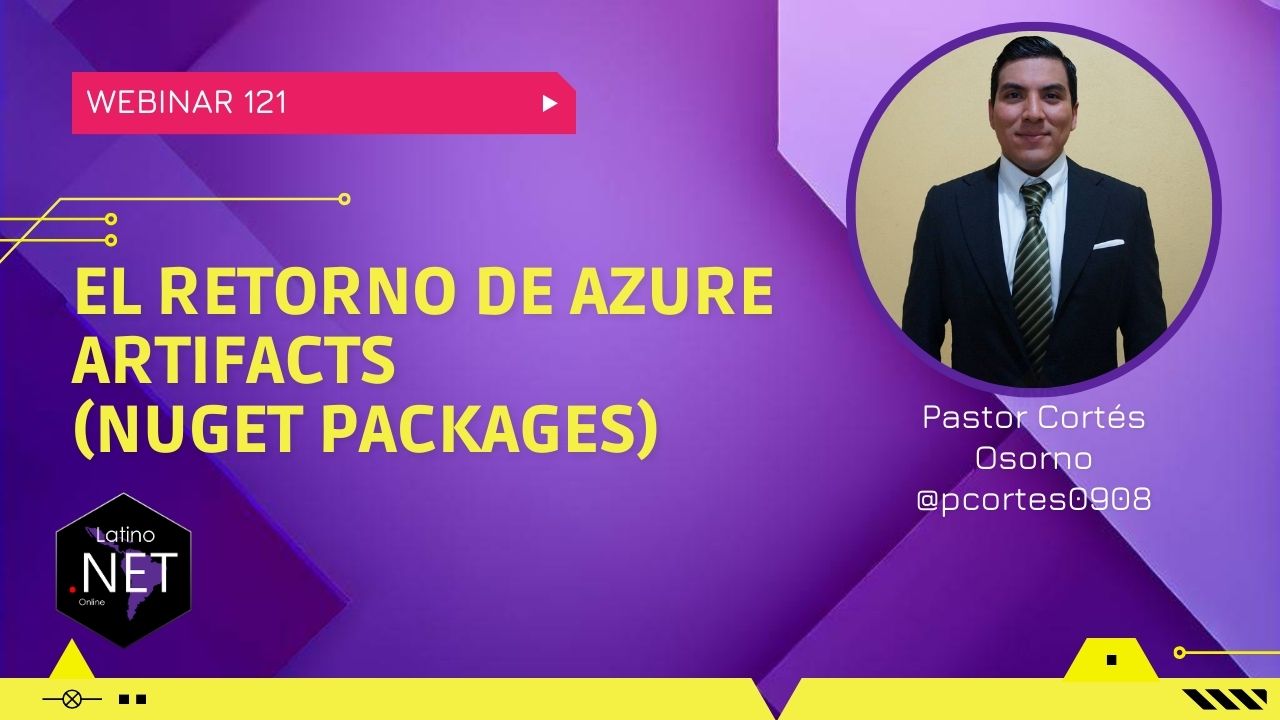 WEBINAR 121
EL RETORNO DE AZURE
ARTIFACTS
(NUGET PACKAGES)
Pastor Cortés
Osorno
@pcortes0908
Latino
.NET
Online